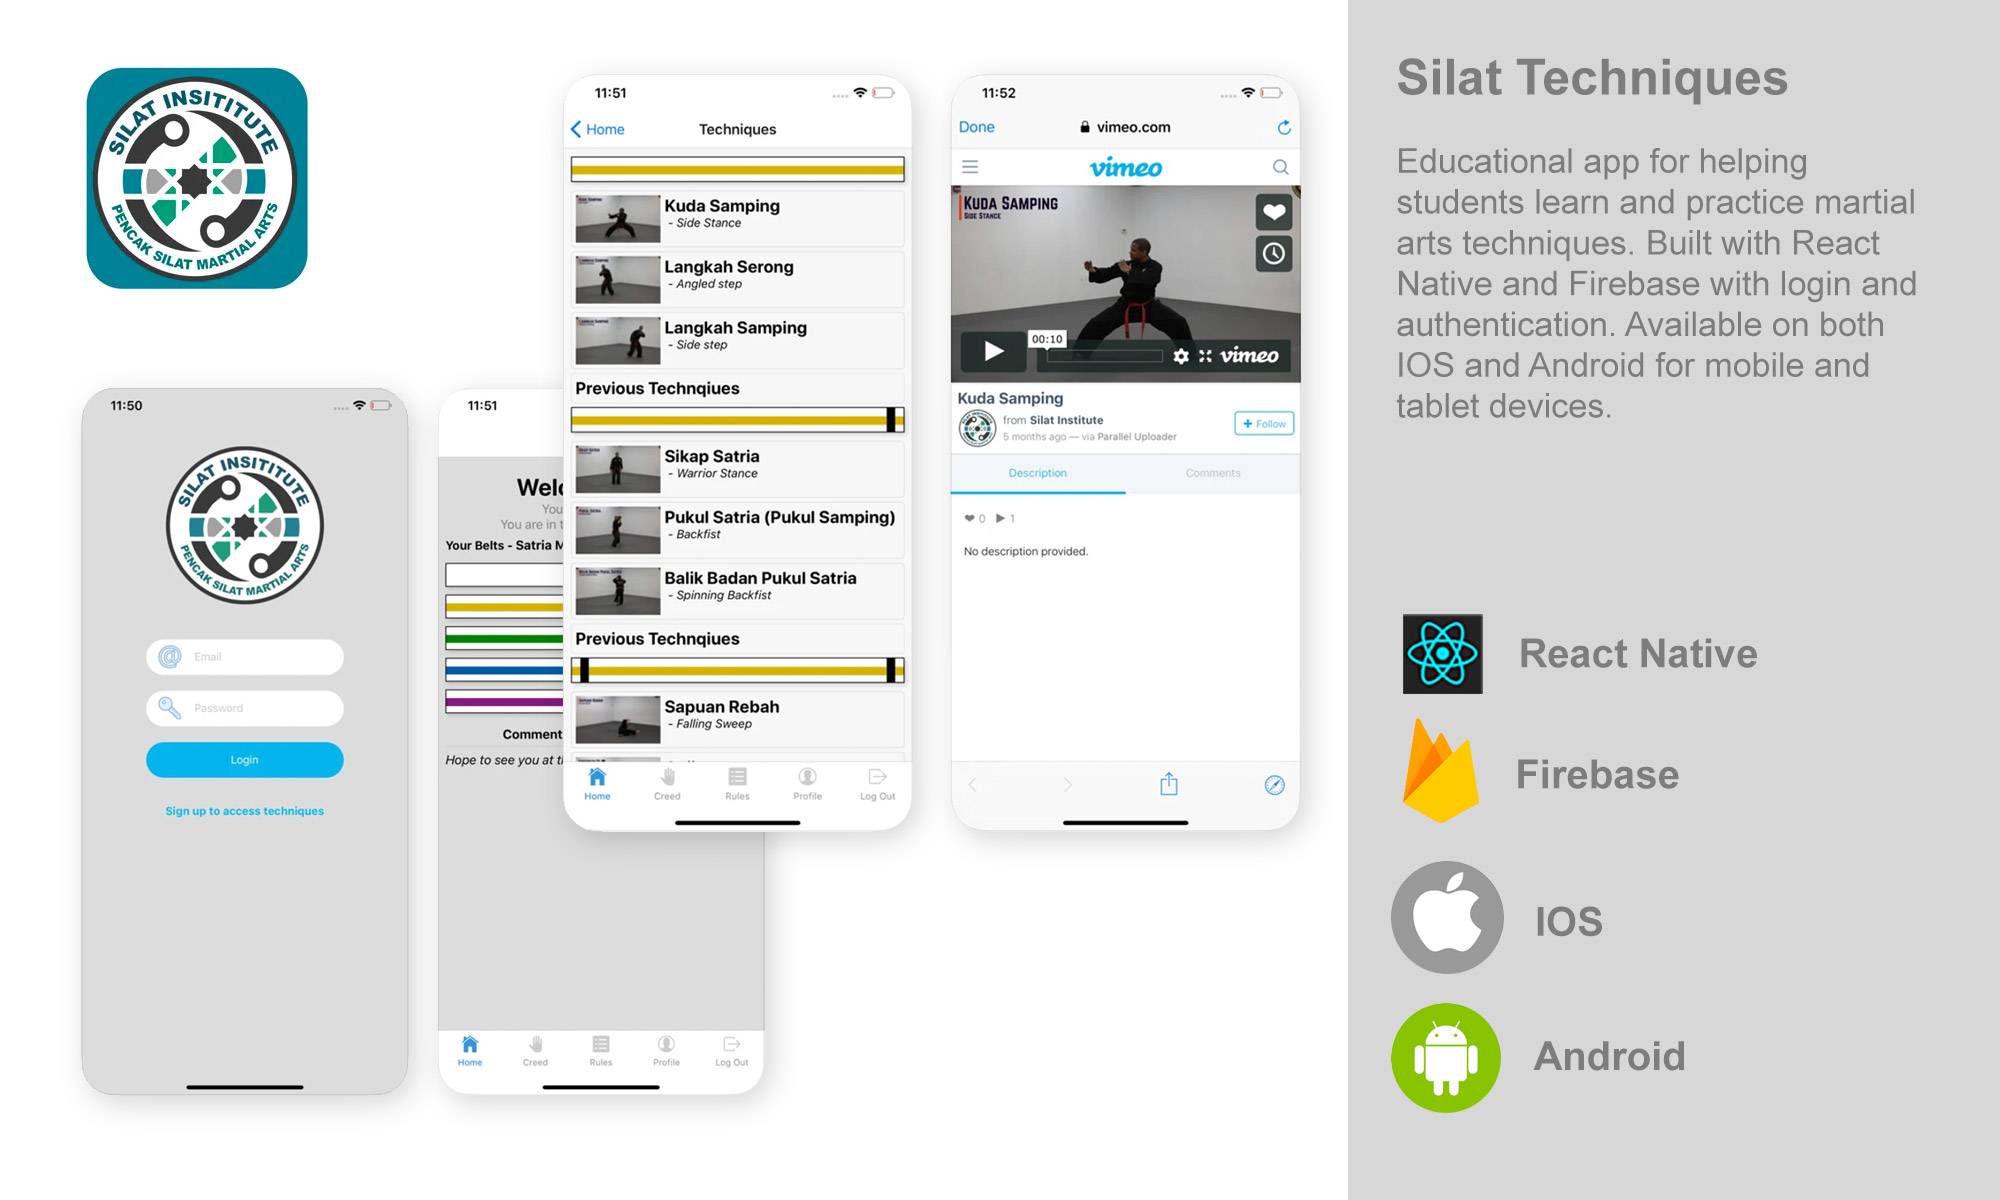 SILAT INSITITUTE
PENCAK SILAT MARTIAL ARTS
11:50
SILAT INSITITUTE
PENCAK SILAT MARTIAL ARTS
Email
Password
Login
Sign up to access techniques
11:51
You
You are in t
Your Belts - Satria M
Comment
Hope to see you at t
Home
Creed
Rules
Profile
Log Out
11:51
Home
Techniques
Kuda Samping
- Side Stance
Langkah Serong
- Angled step
Langkah Samping
- Side step
Previous Technqiues
Sikap Satria
- Warrior Stance
Pukul Satria (Pukul Samping)
- Backfist
Balik Badan Pukul Satria
- Spinning Backfist
Previous Technqiues
Sapuan Rebah
- Falling Sweep
Home
Creed
Rules
Profile
Log Out
11:52
Done
vimeo.com
vimeo
KUDA SAMPING
SIDE STANCE
00:10
vimeo
Kuda Samping
from Silat Institute
5 months ago — via Parallel Uploader
+ Follow
Description
Comments
0
1
No description provided.
Silat Techniques
Educational app for helping
students learn and practice martial
arts techniques. Built with React
Native and Firebase with login and
authentication. Available on both
IOS and Android for mobile and
tablet devices.
React Native
Firebase
IOS
Android